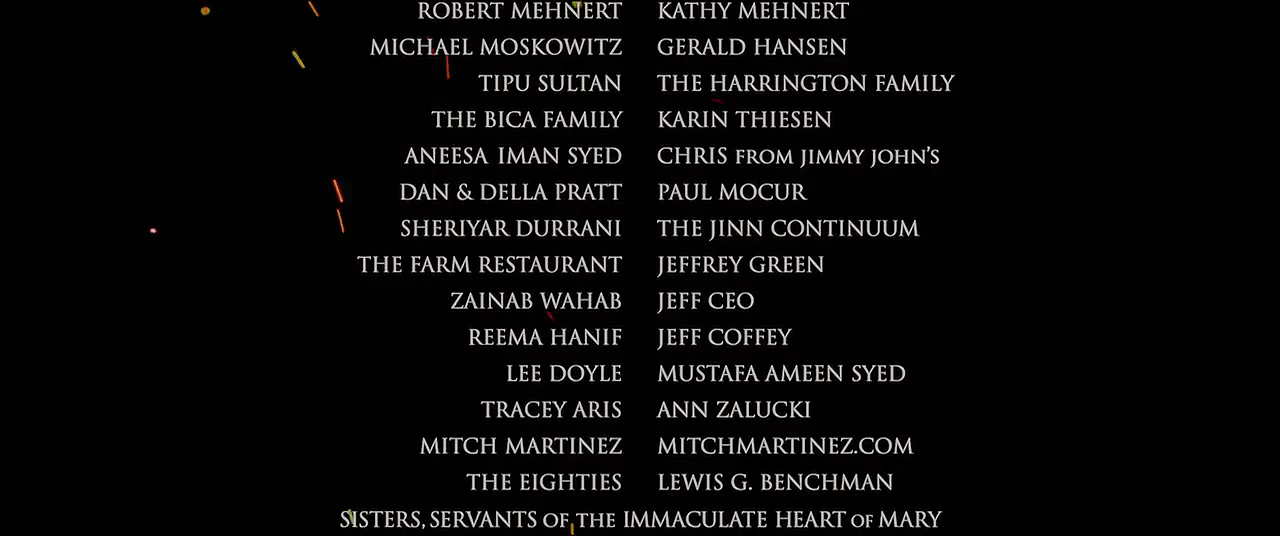 ROBERT MEHNERT KATHY MEHNERT
MICHAEL MOSKOWITZ GERALD HANSEN
TIPU SULTAN THE HARRINGTON FAMILY
THE BICA FAMILY KARIN THIESEN
ANEESA IMAN SYED CHRIS FROM JIMMY JOHN'S
DAN & DELLA PRATT PAUL MOCUR
SHERIYAR DURRANI THE JINN CONTINUUM
THE FARM RESTAURANT JEFFREY GREEN
ZAINAB WAHAB JEFF CEO
REEMA HANIF JEFF COFFEY
LEE DOYLE MUSTAFA AMEEN SYED
TRACEY ARIS ANN ZALUCKI
MITCH MARTINEZ MITCHMARTINEZ.COM
THE EIGHTIES LEWIS G. BENCHMAN
SISTERS, SERVANTS OF THE IMMACULATE HEART OF MARY